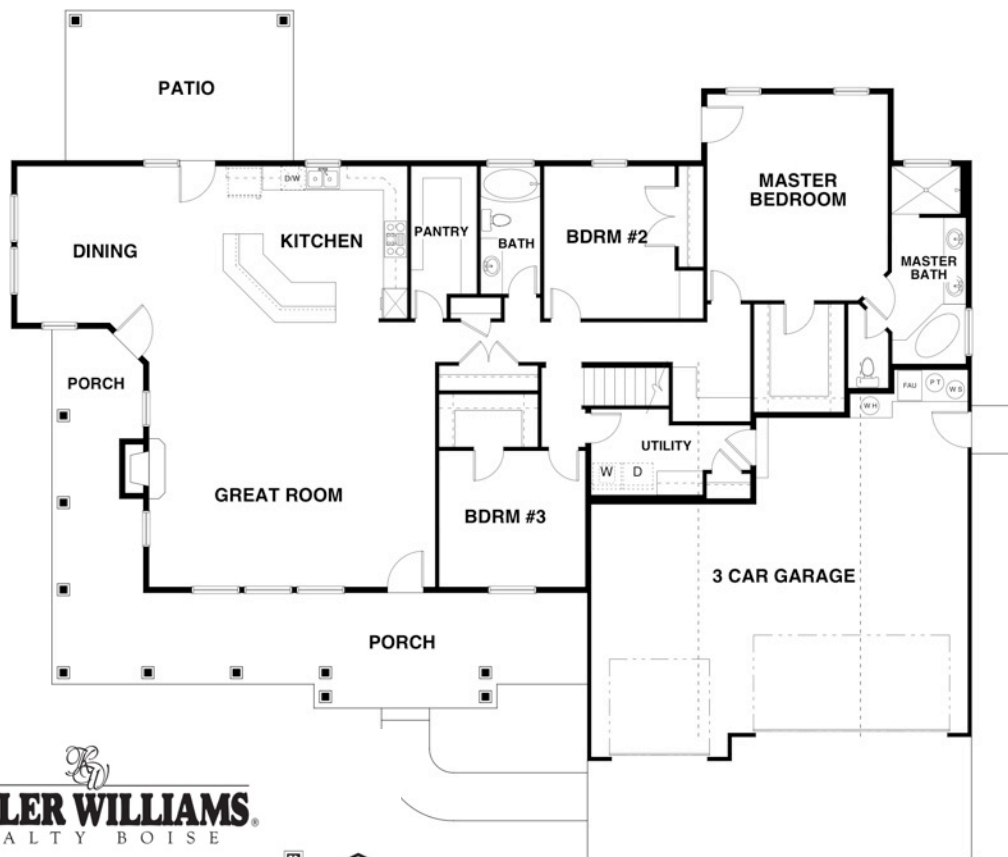 PATIO
DINING
KITCHEN
D/W
PANTRY
BATH
BDRM #2
MASTER
BEDROOM
MASTER
BATH
PORCH
FAU
PT
WS
WH
UTILITY
W D
GREAT ROOM
BDRM #3
3 CAR GARAGE
PORCH
KW
LER WILLIAMS®
ALTY BOISE